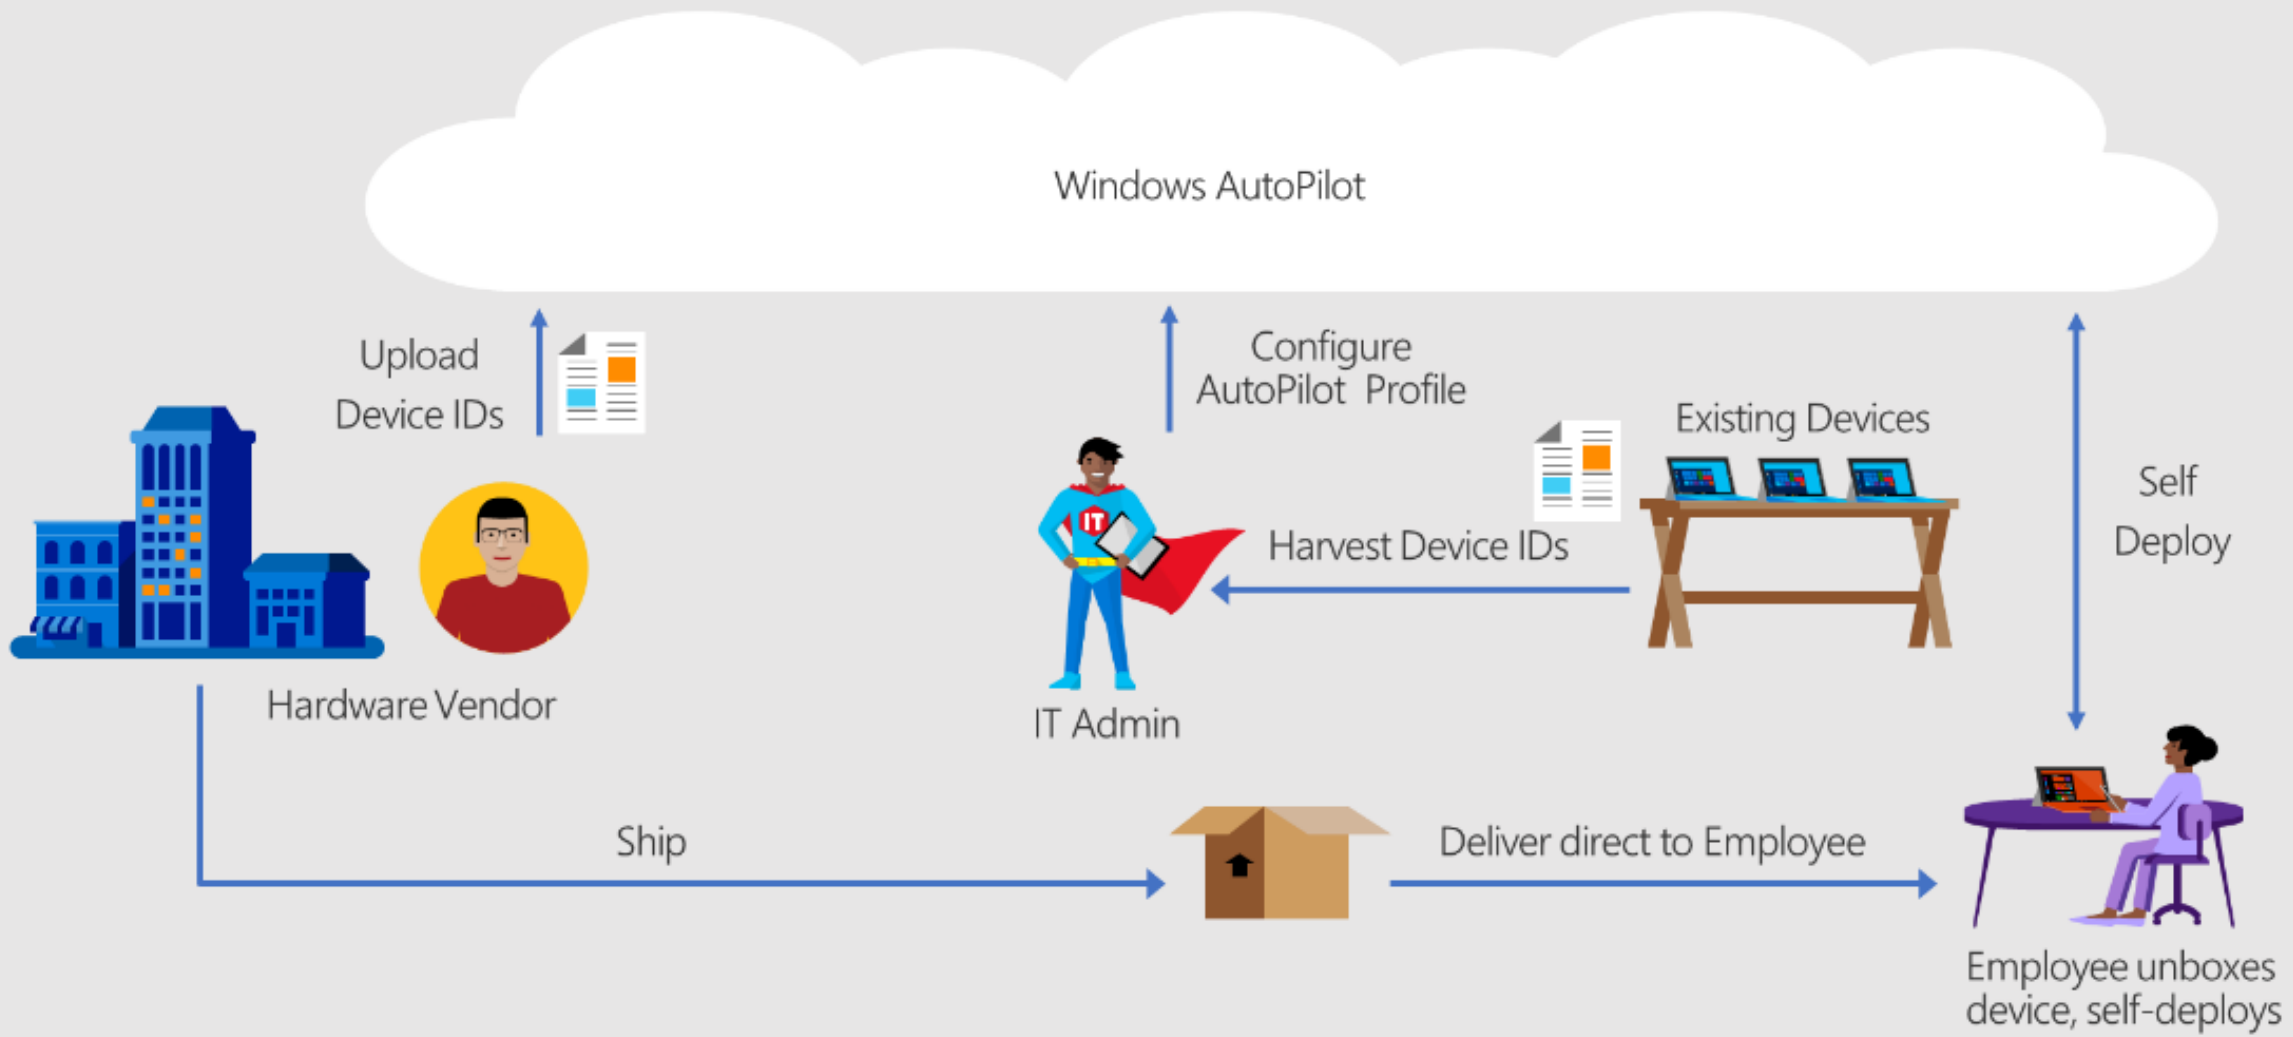 Windows AutoPilot
Upload
Device IDs
Configure
AutoPilot Profile
Existing Devices
Self
Deploy
IT
Harvest Device IDs
Hardware Vendor
IT Admin
Ship
Deliver direct to Employee
Employee unboxes
device, self-deploys